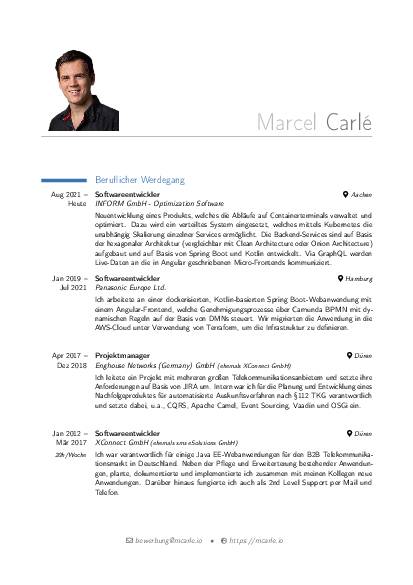 Marcel Carlé
Beruflicher Werdegang
Aug 2021 – Softwareentwickler Aachen
Heute INFORM GmbH - Optimization Software
Neuentwicklung eines Produkts, welches die Abläufe auf Containerterminals verwaltet und
optimiert. Dazu wird ein verteiltes System eingesetzt, welches mittels Kubernetes die
unabhängig Skalierung einzelner Services ermöglicht. Die Backend-Services sind auf Basis
der hexagonaler Architektur (vergleichbar mit Clean Architecture oder Onion Architecture)
aufgebaut und auf Basis von Spring Boot und Kotlin entwickelt. Via GraphQL werden
Live-Daten an die in Angular geschriebenen Micro-Frontends kommuniziert.
Jan 2019 – Softwareentwickler Hamburg
Jul 2021 Panasonic Europe Ltd.
Ich arbeitete an einer dockerisierten, Kotlin-basierten Spring Boot-Webanwendung mit
einem Angular-Frontend, welche Genehmigungsprozesse über Camunda BPMN mit dy-
namischen Regeln auf der Basis von DMNs steuert. Wir migrierten die Anwendung in die
AWS-Cloud unter Verwendung von Terraform, um die Infrastruktur zu definieren.
Apr 2017 – Projektmanager Düren
Dez 2018 Enghouse Networks (Germany) GmbH (ehemals XConnect GmbH)
Ich leitete ein Projekt mit mehreren großen Telekommunikationsanbietern und setzte ihre
Anforderungen auf Basis von JIRA um. Intern war ich für die Planung und Entwicklung eines
Nachfolgeproduktes für automatisierte Auskunftsverfahren nach §112 TKG verantwortlich
und setzte dabei, u.a., CQRS, Apache Camel, Event Sourcing, Vaadin und OSGi ein.
Jan 2012 – Softwareentwickler Düren
Mär 2017 XConnect GmbH (ehemals xms eSolutions GmbH)
20h/Woche Ich war verantwortlich für einige Java EE-Webanwendungen für den B2B Telekommunika-
tionsmarkt in Deutschland. Neben der Pflege und Erweiterung bestehender Anwendun-
gen, plante, dokumentierte und implementierte ich zusammen mit meinen Kollegen neue
Anwendungen. Darüber hinaus fungierte ich auch als 2nd Level Support per Mail und
Telefon.
bewerbung@mcarle.io • https://mcarle.io